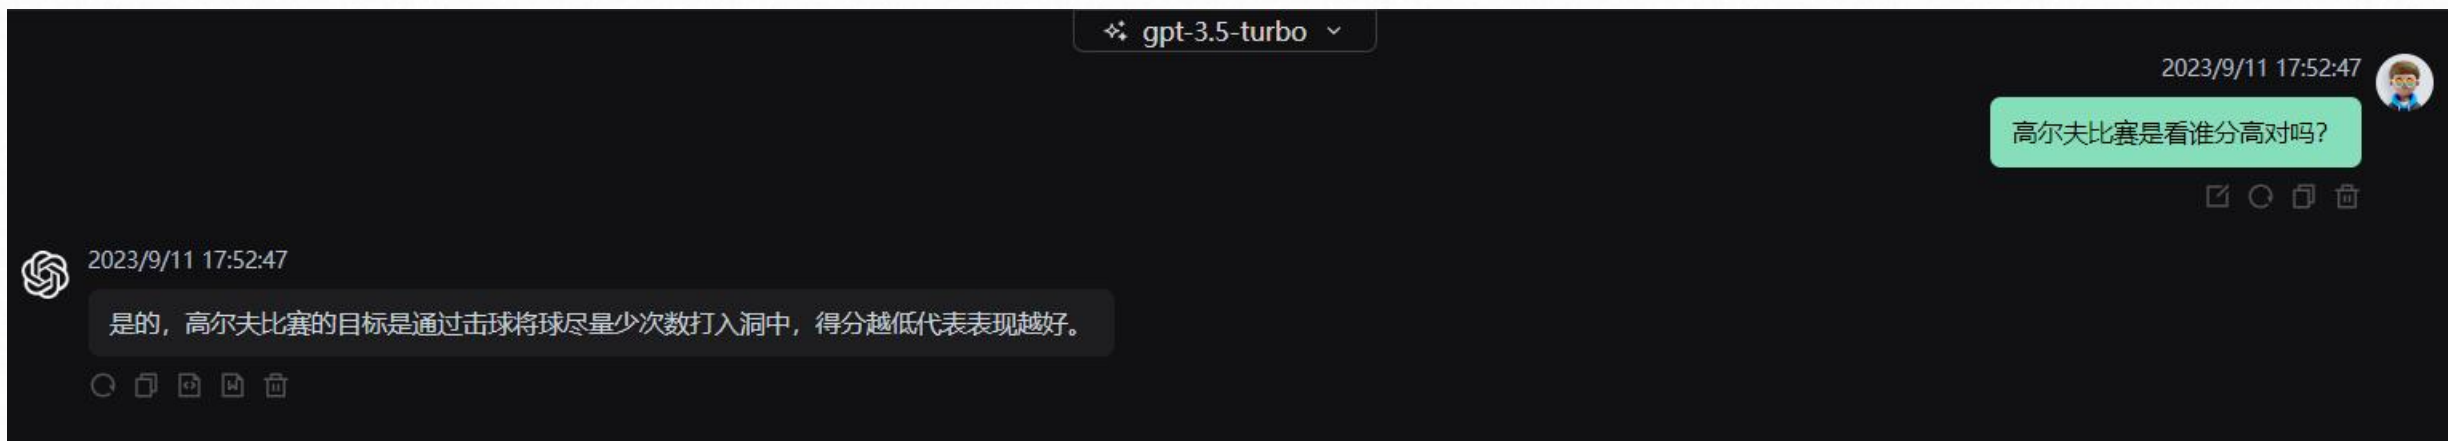 gpt-3.5-turbo
2023/9/11 17:52:47
高尔夫比赛是看谁分高对吗?
2023/9/11 17:52:47
是的，高尔夫比赛的目标是通过击球将球尽量少次数打入洞中，得分越低代表表现越好。